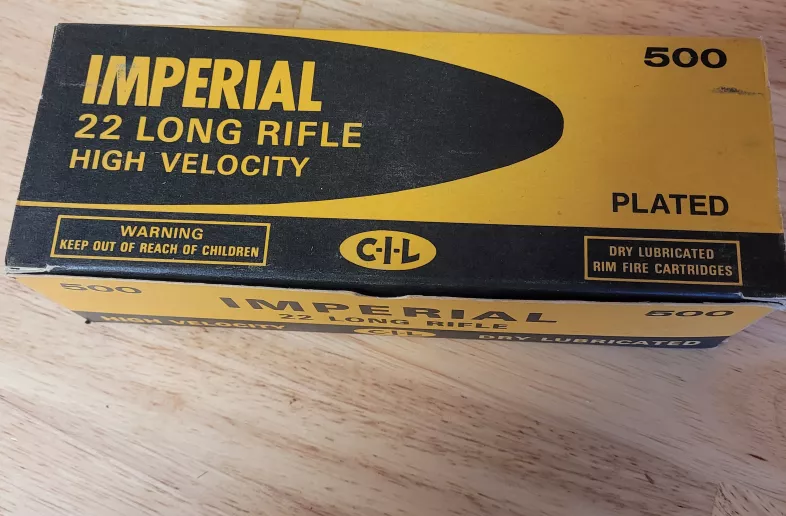 IMPERIAL
22 LONG RIFLE
HIGH VELOCITY
500
PLATED
WARNING
KEEP OUT OF REACH OF CHILDREN
C-I-L
DRY LUBRICATED
RIM FIRE CARTRIDGES
500
IMPERIAL
22 LONG RIFLE
500
HIGH VELOCITY
C-I-L
DRY LUBRICATED